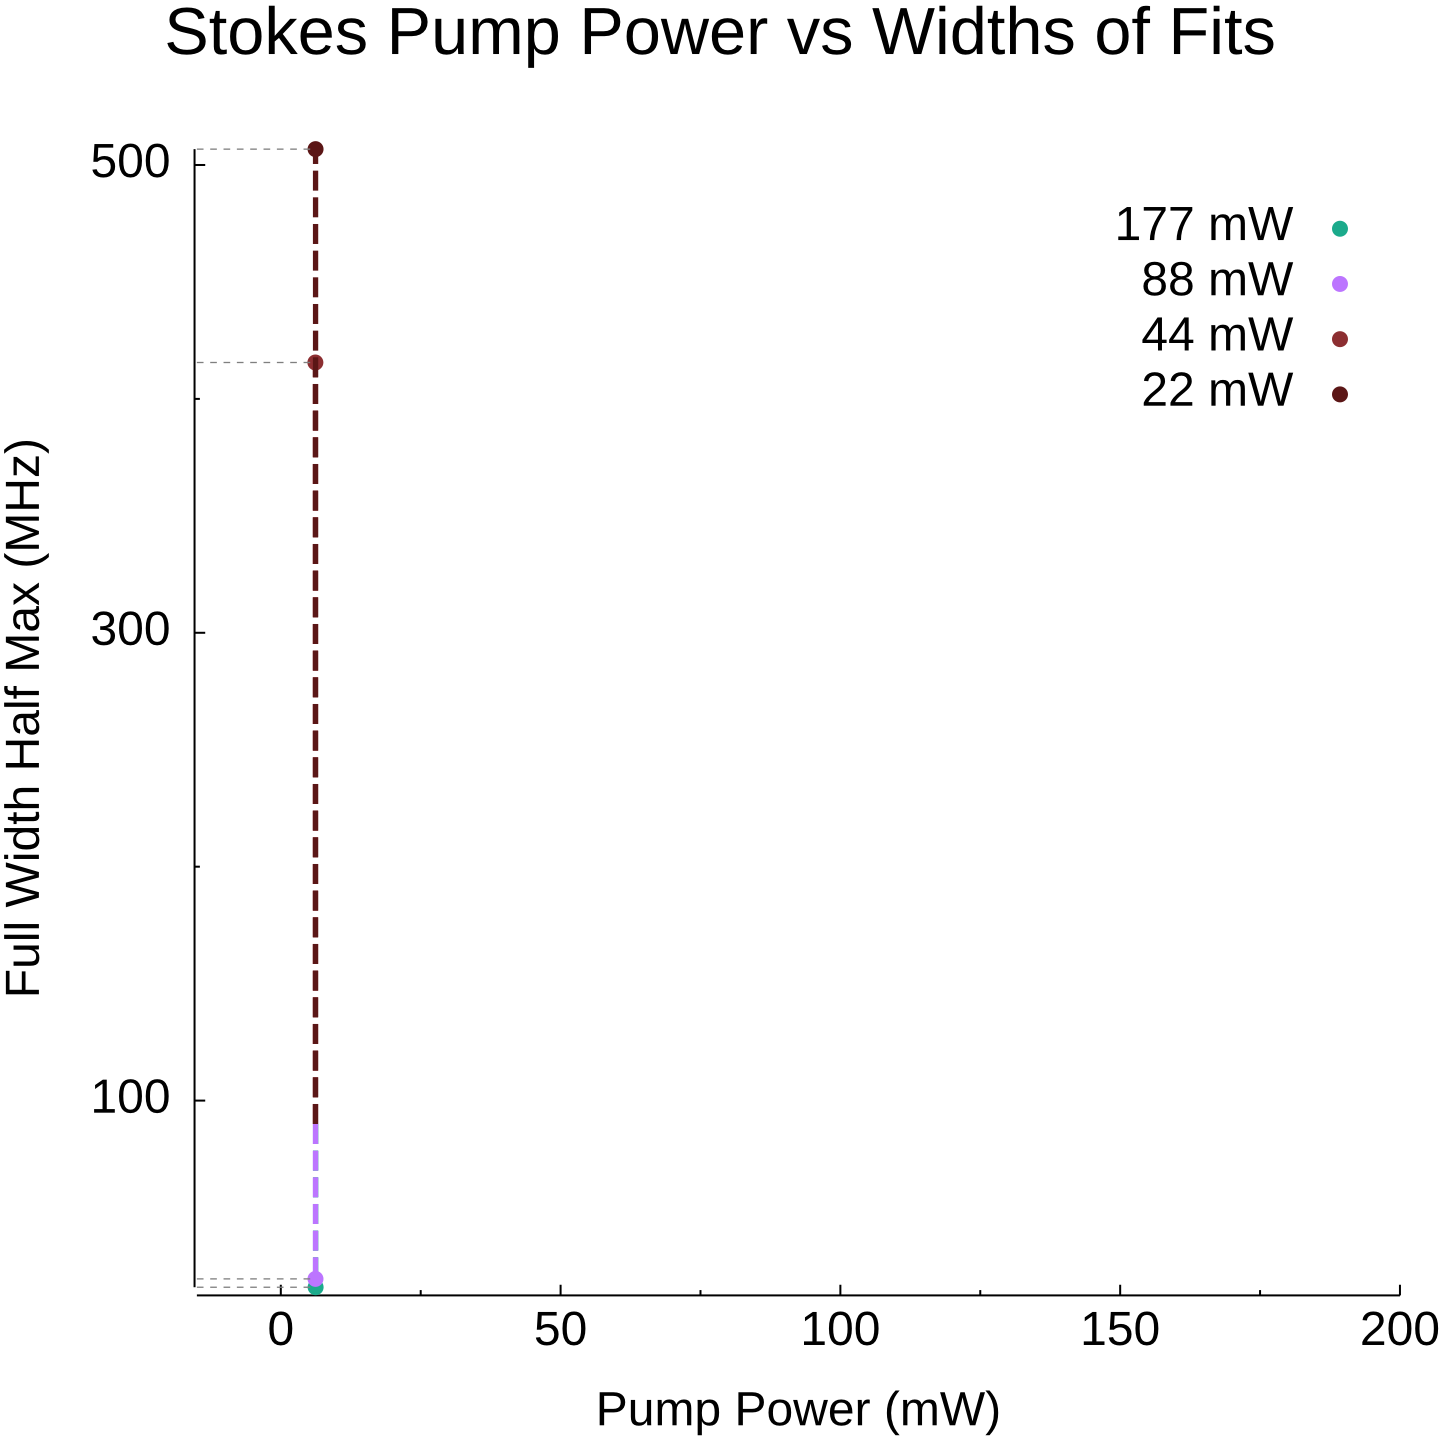 Stokes Pump Power vs Widths of Fits
500
300
100
Full Width Half Max (MHz)
177 mW
88 mW
44 mW
22 mW
0 50 100 150 200
Pump Power (mW)